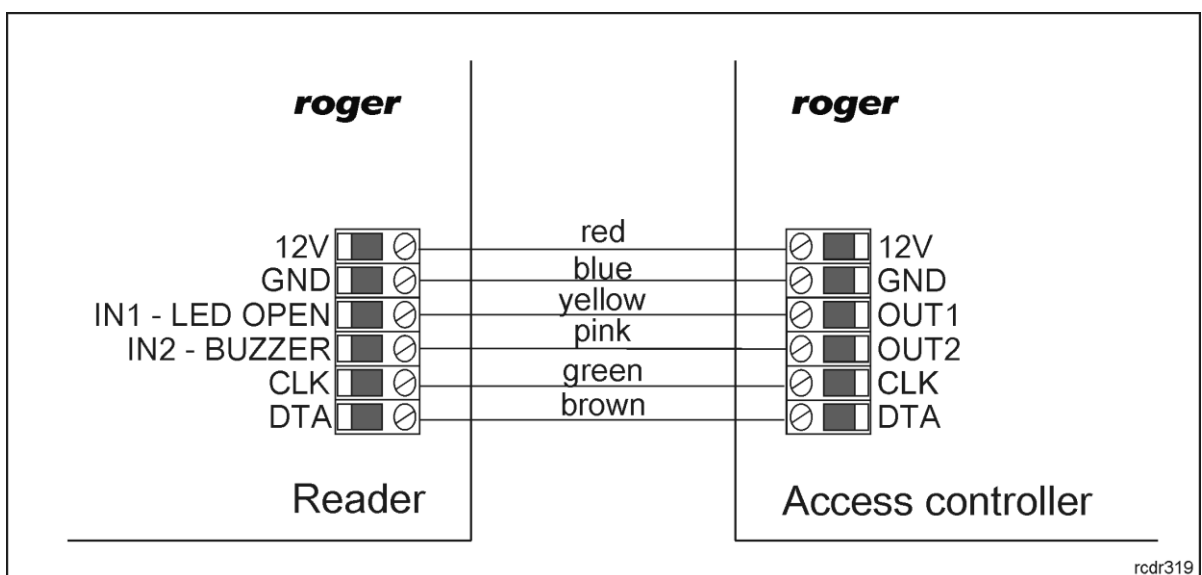 roger roger
12V red 12V
GND blue GND
IN1 - LED OPEN yellow OUT1
IN2 - BUZZER pink OUT2
CLK green CLK
DTA brown DTA
Reader Access controller
rcdr319